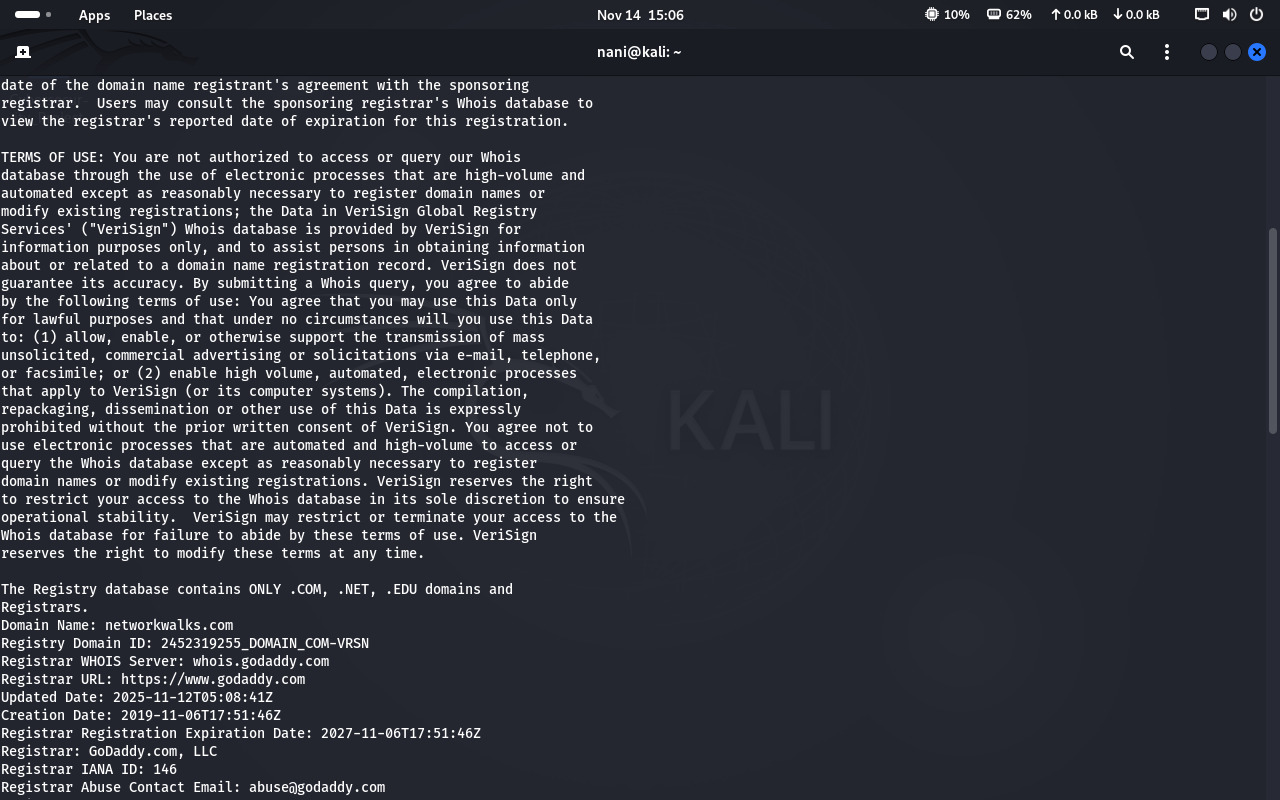 Apps Places Nov 14 15:06 10% 62% 0.0 kB 0.0 kB
nani@kali: ~
date of the domain name registrant's agreement with the sponsoring
registrar.  Users may consult the sponsoring registrar's Whois database to
view the registrar's reported date of expiration for this registration.
TERMS OF USE: You are not authorized to access or query our Whois
database through the use of electronic processes that are high-volume and
automated except as reasonably necessary to register domain names or
modify existing registrations; the Data in VeriSign Global Registry
Services' ("VeriSign") Whois database is provided by VeriSign for
information purposes only, and to assist persons in obtaining information
about or related to a domain name registration record. VeriSign does not
guarantee its accuracy. By submitting a Whois query, you agree to abide
by the following terms of use: You agree that you may use this Data only
for lawful purposes and that under no circumstances will you use this Data
to: (1) allow, enable, or otherwise support the transmission of mass
unsolicited, commercial advertising or solicitations via e-mail, telephone,
or facsimile; or (2) enable high volume, automated, electronic processes
that apply to VeriSign (or its computer systems). The compilation,
repackaging, dissemination or other use of this Data is expressly
prohibited without the prior written consent of VeriSign. You agree not to
use electronic processes that are automated and high-volume to access or
query the Whois database except as reasonably necessary to register
domain names or modify existing registrations. VeriSign reserves the right
to restrict your access to the Whois database in its sole discretion to ensure
operational stability.  VeriSign may restrict or terminate your access to the
Whois database for failure to abide by these terms of use. VeriSign
reserves the right to modify these terms at any time.
The Registry database contains ONLY .COM, .NET, .EDU domains and
Registrars.
Domain Name: networkwalks.com
Registry Domain ID: 2452319255_DOMAIN_COM-VRSN
Registrar WHOIS Server: whois.godaddy.com
Registrar URL: https://www.godaddy.com
Updated Date: 2025-11-12T05:08:41Z
Creation Date: 2019-11-06T17:51:46Z
Registrar Registration Expiration Date: 2027-11-06T17:51:46Z
Registrar: GoDaddy.com, LLC
Registrar IANA ID: 146
Registrar Abuse Contact Email: abuse@godaddy.com
KALI